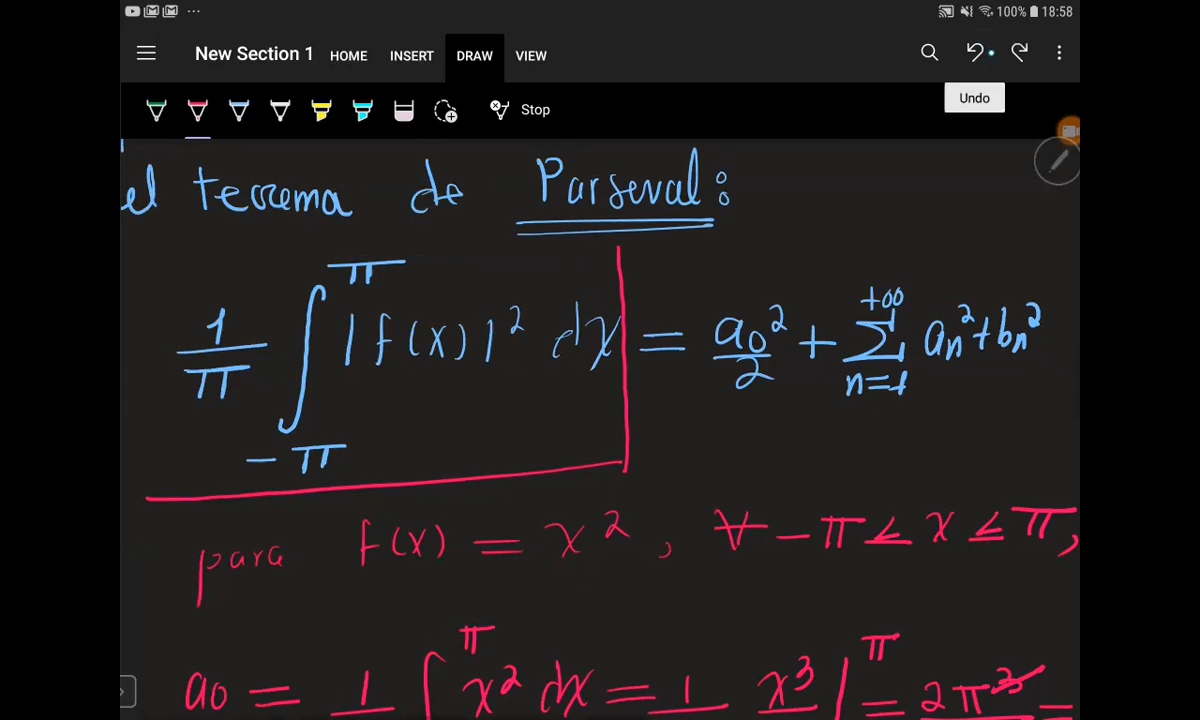 100% 18:58
New Section 1 HOME INSERT DRAW VIEW
Stop
Undo
el teorema de Parseval:
1/π ∫_{-π}^{π} |f(x)|² dx = a0²/2 + Σ_{n=1}^{+∞} an² + bn²
para f(x) = x², ∀ -π ≤ x ≤ π,
a0 = 1 ∫^π x² dx = 1 x³ |^π = 2π³ =